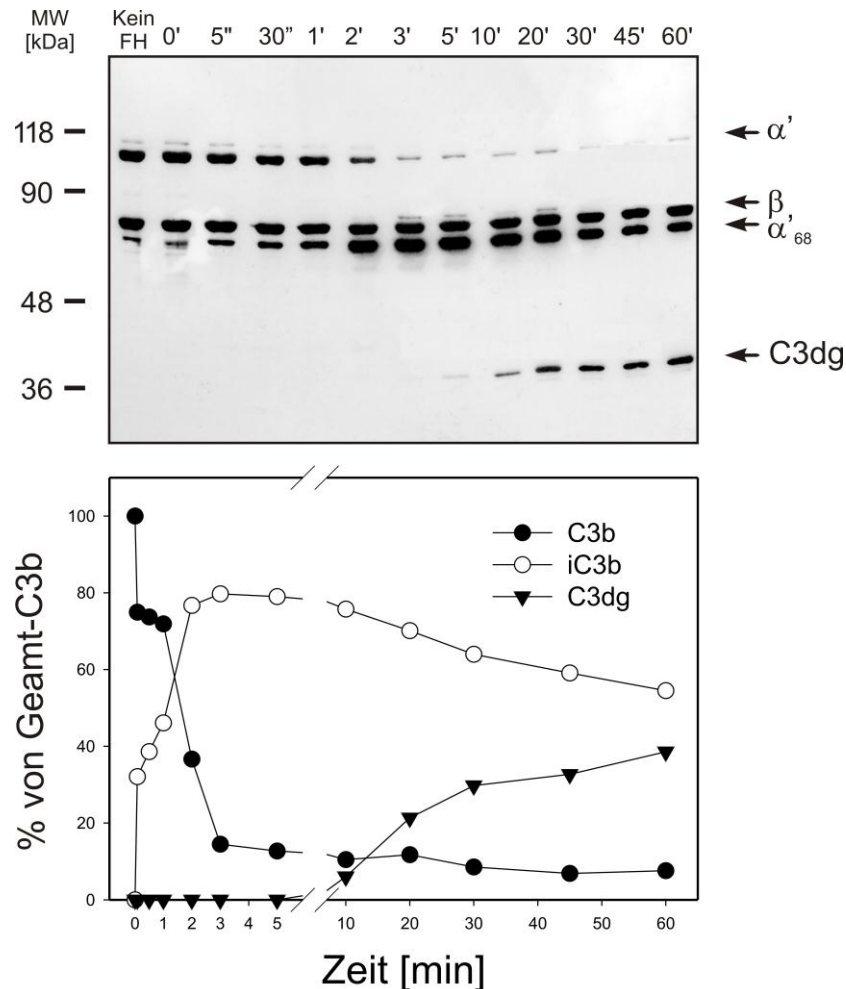 MW
[kDa]
Kein
FH
0' 5" 30" 1' 2' 3' 5' 10' 20' 30' 45' 60'
118
90
48
36
α'
β
α'68
C3dg
% von Geamt-C3b
100
80
60
40
20
0
C3b
iC3b
C3dg
0 1 2 3 4 5 10 20 30 40 50 60
Zeit [min]